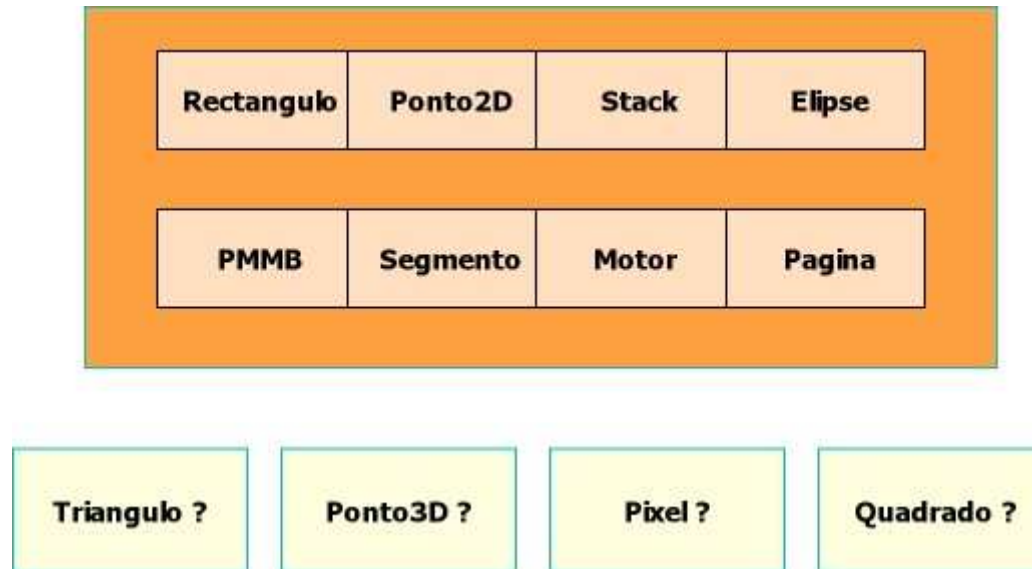 Rectangulo Ponto2D Stack Elipse
PMMB Segmento Motor Pagina
Triangulo ? Ponto3D ? Pixel ? Quadrado ?